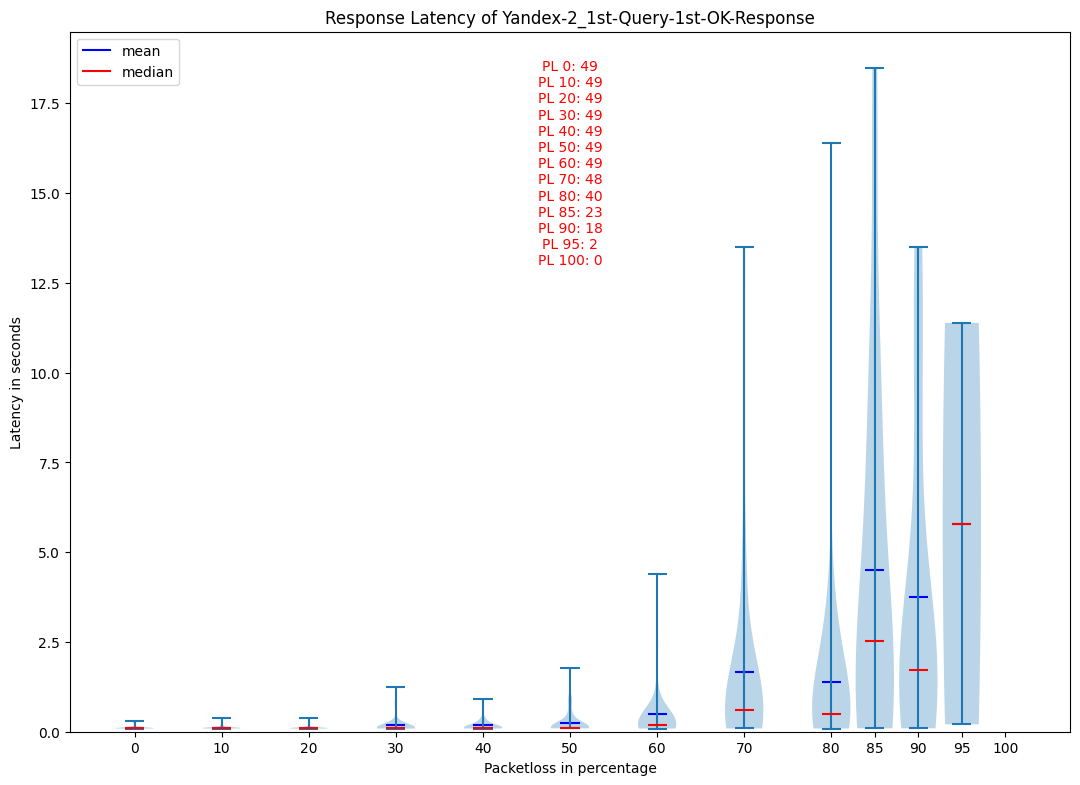 Response Latency of Yandex-2_1st-Query-1st-OK-Response
mean
median
PL 0: 49
PL 10: 49
PL 20: 49
PL 30: 49
PL 40: 49
PL 50: 49
PL 60: 49
PL 70: 48
PL 80: 40
PL 85: 23
PL 90: 18
PL 95: 2
PL 100: 0
Latency in seconds
17.5
15.0
12.5
10.0
7.5
5.0
2.5
0.0
0 10 20 30 40 50 60 70 80 85 90 95 100
Packetloss in percentage